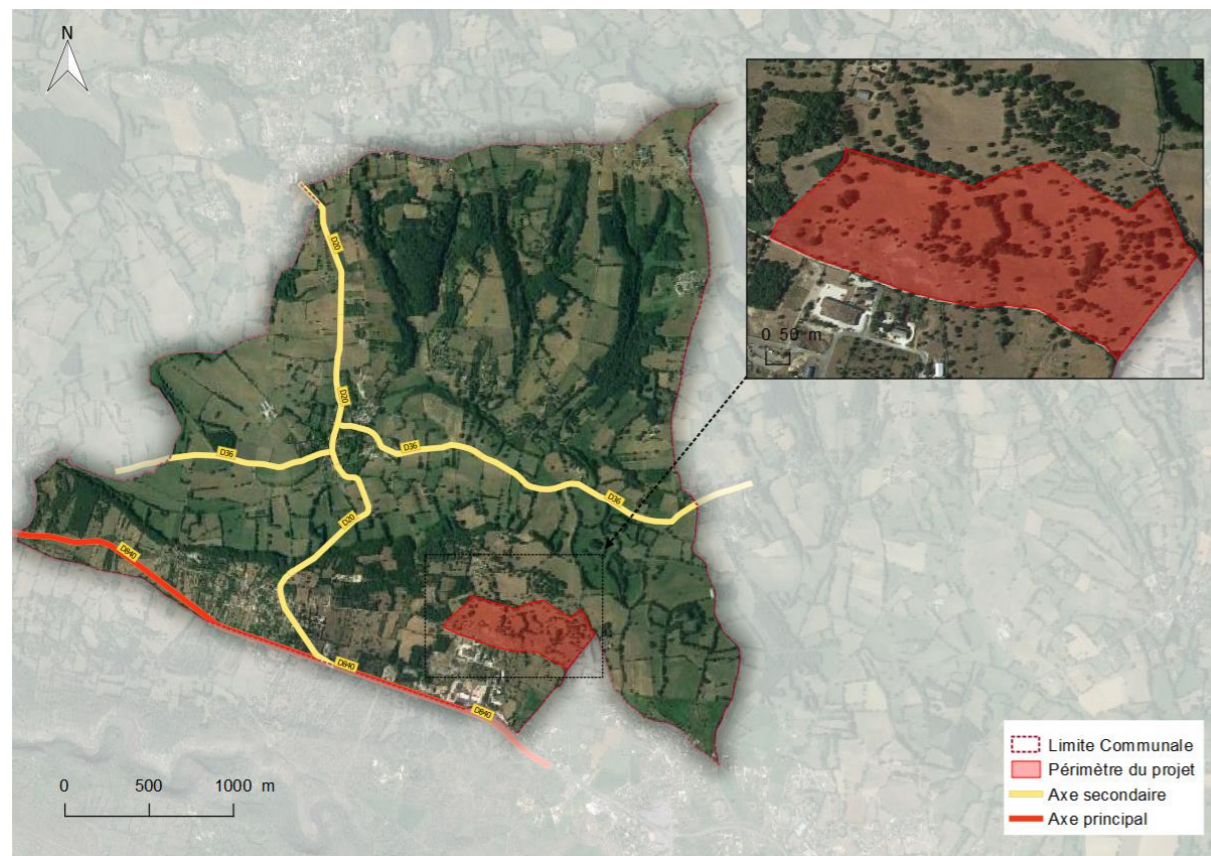 N
D20
0 50 m
D20
D36
D36
D36
D20
D840
D840
D840
Limite Communale
Périmètre du projet
Axe secondaire
Axe principal
0 500 1000 m